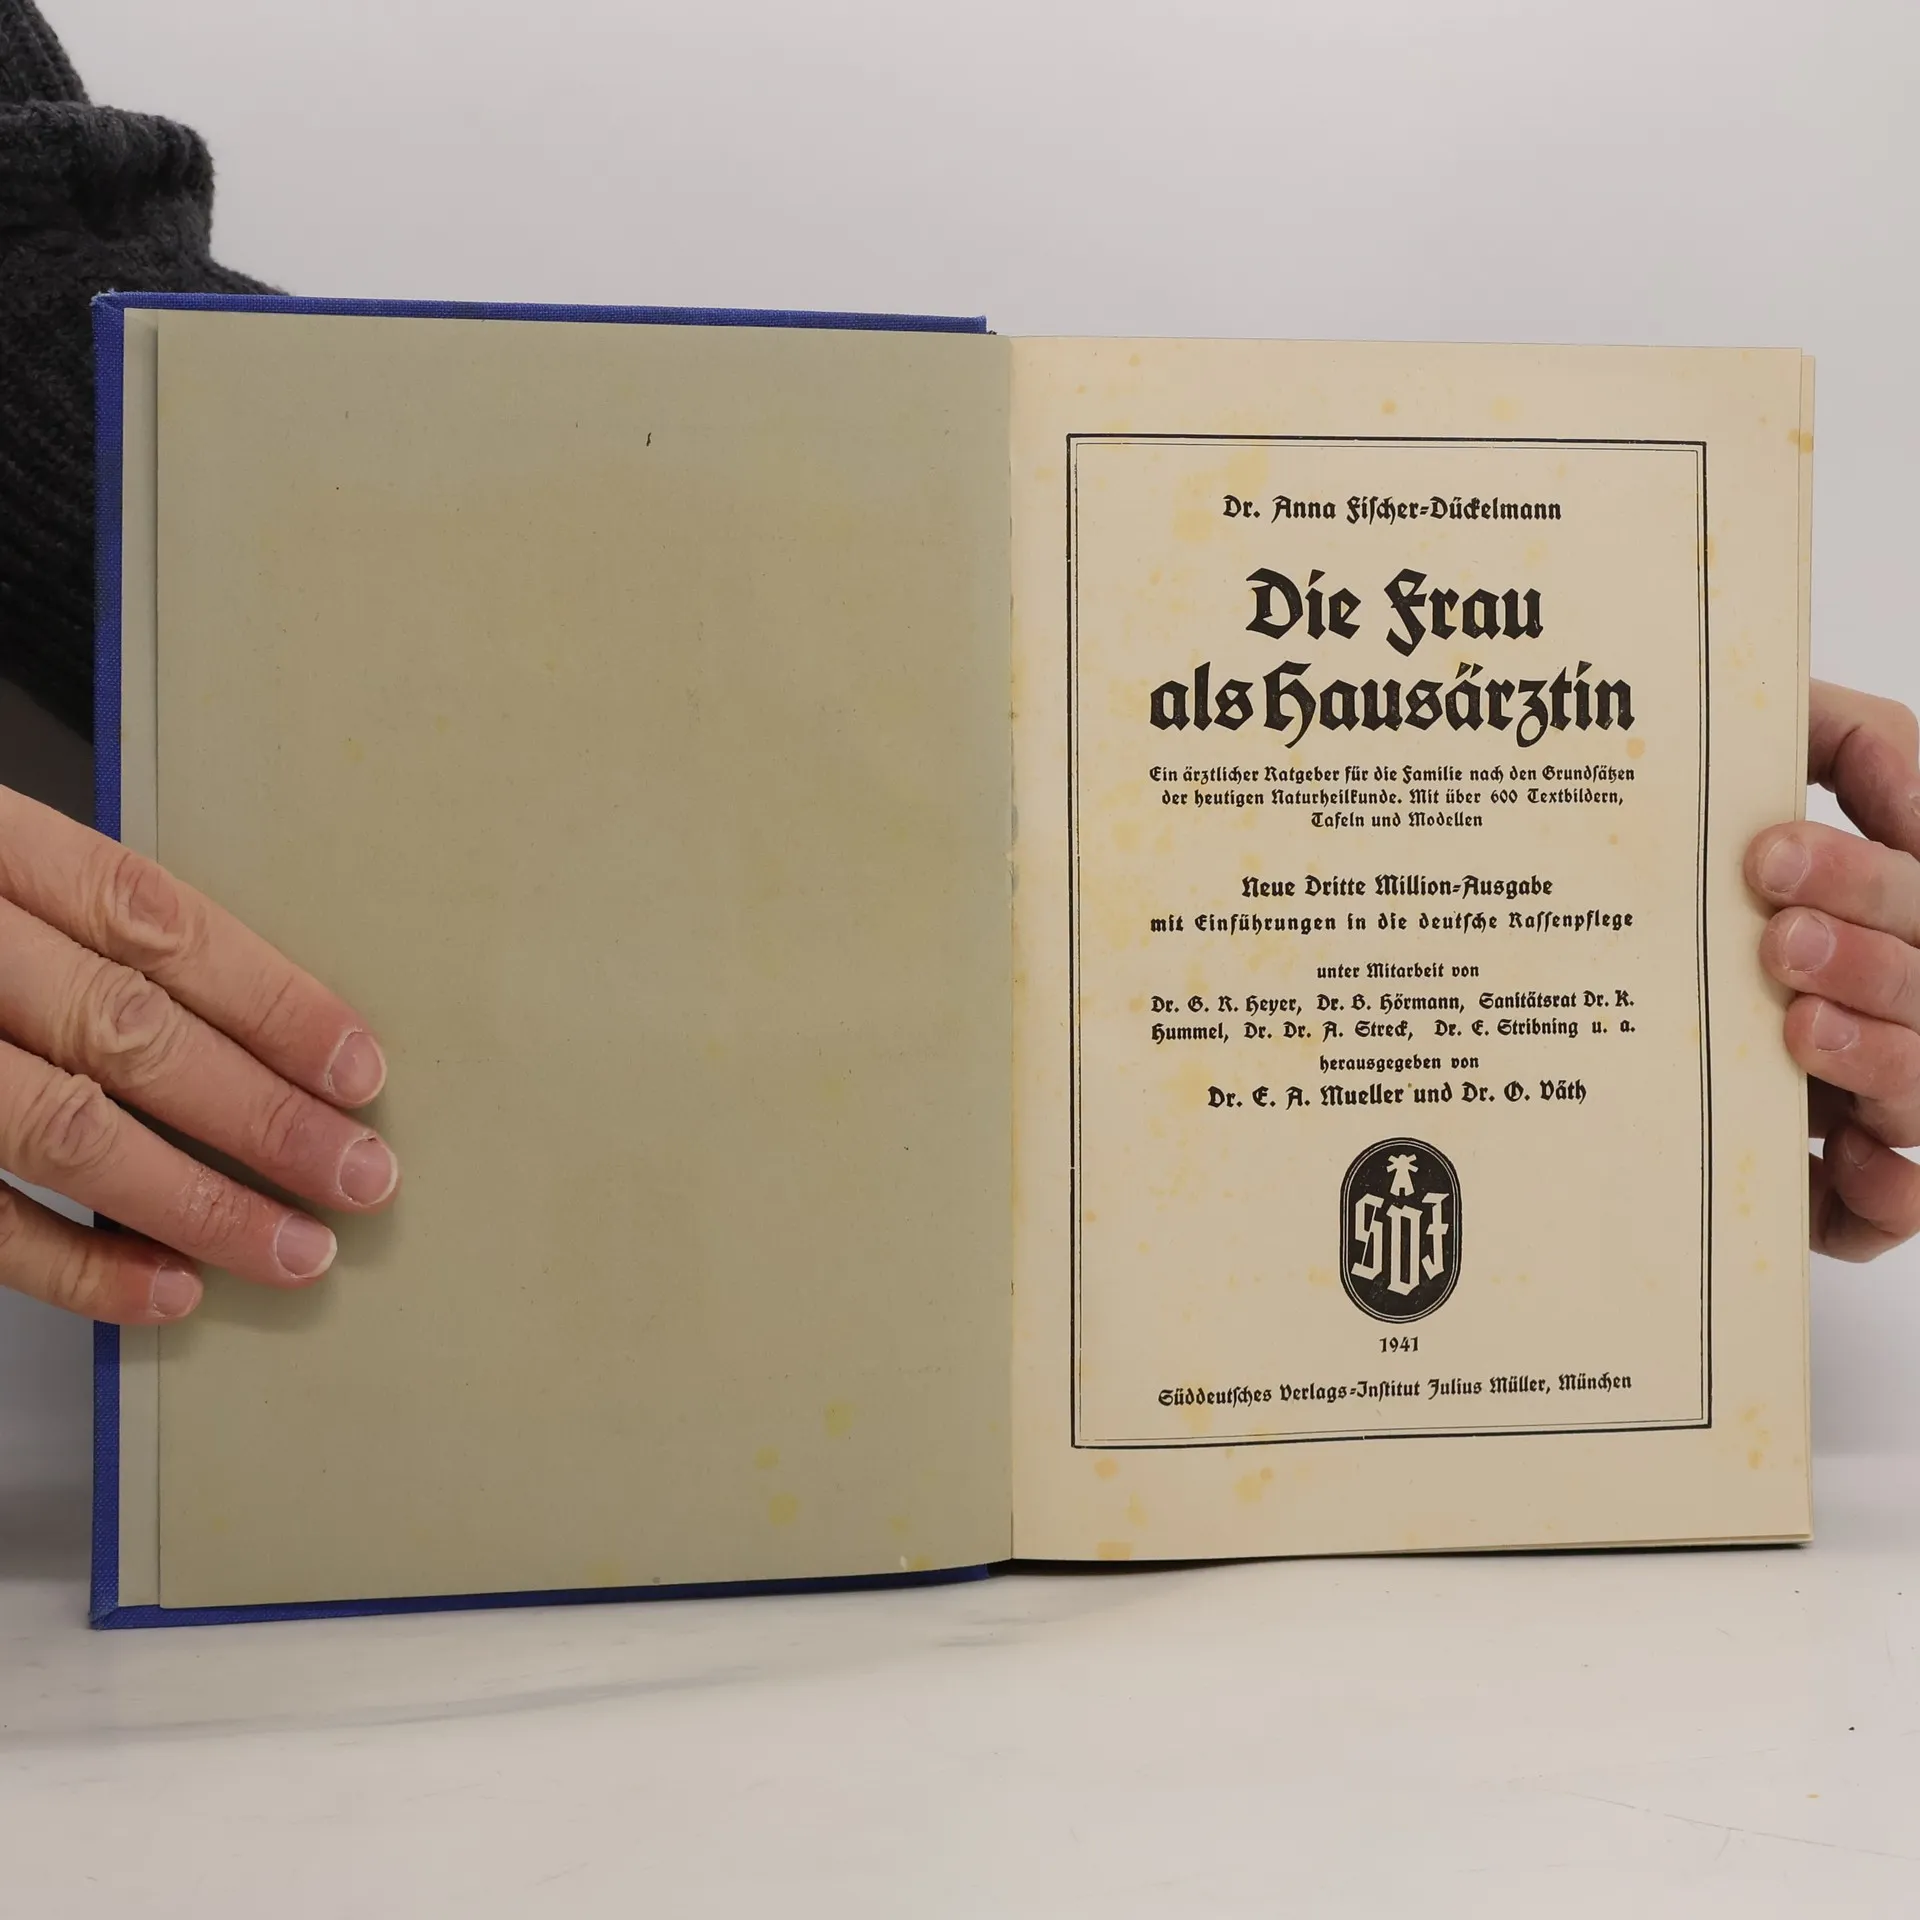 Dr. Anna Fischer-Dückelmann
Die Frau
als Hausärztin
Ein ärztlicher Ratgeber für die Familie nach den Grundsätzen
der heutigen Naturheilkunde. Mit über 600 Textbildern,
Tafeln und Modellen
Neue Dritte Million-Ausgabe
mit Einführungen in die deutsche Rassenpflege
unter Mitarbeit von
Dr. G. R. Heyer, Dr. B. Hörmann, Sanitätsrat Dr. K.
Hummel, Dr. Dr. A. Streck, Dr. E. Stribning u. a.
herausgegeben von
Dr. E. A. Mueller und Dr. O. Väth
SVJ
1941
Süddeutsches Verlags-Institut Julius Müller, München